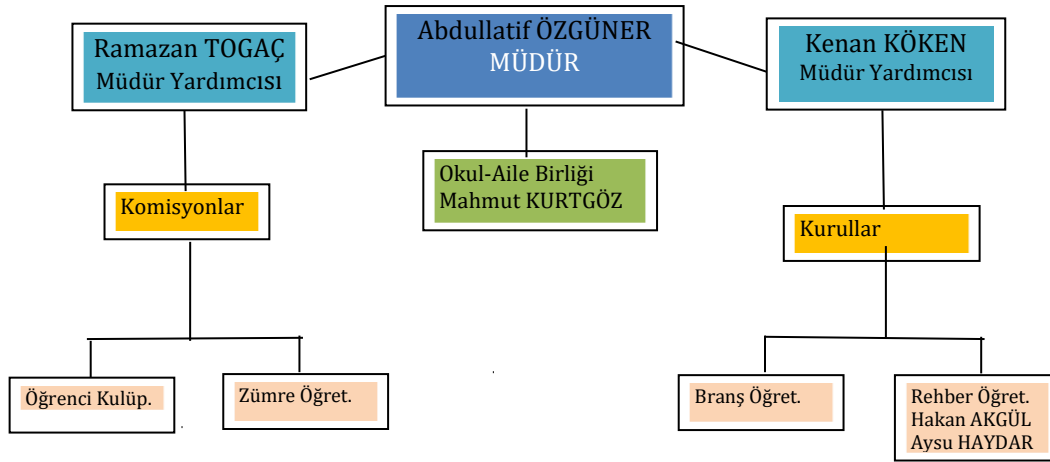 Ramazan TOGAÇ
Müdür Yardımcısı
Abdullatif ÖZGÜNER
MÜDÜR
Kenan KÖKEN
Müdür Yardımcısı
Okul-Aile Birliği
Mahmut KURTGÖZ
Komisyonlar
Kurullar
Öğrenci Kulüp.
Zümre Öğret.
Branş Öğret.
Rehber Öğret.
Hakan AKGÜL
Aysu HAYDAR